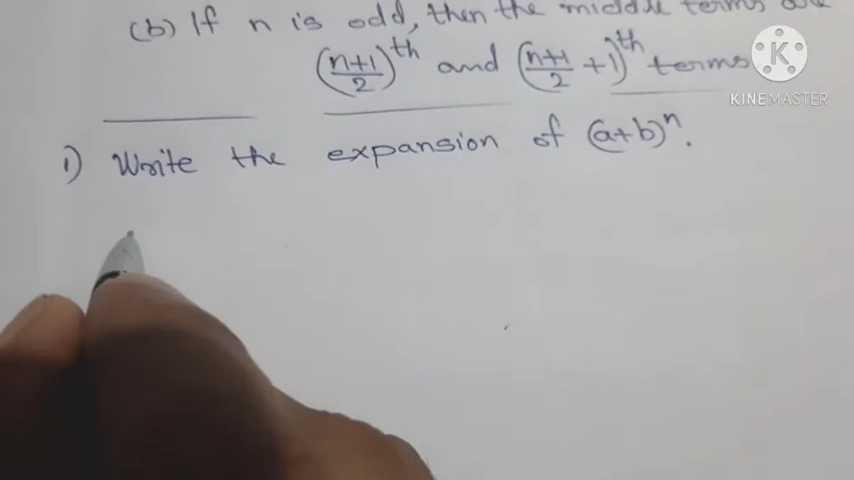 (b) If n is odd, then the middle terms are
(n+1/2)th and (n+1/2 +1)th terms
KINEMASTER
1) Write the expansion of (a+b)^n.